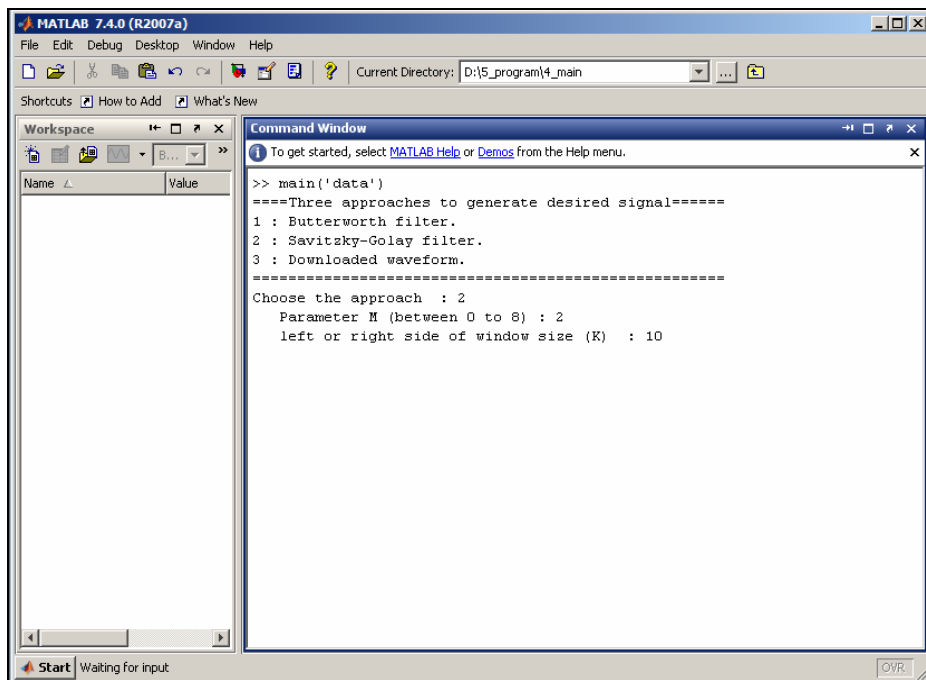 MATLAB 7.4.0 (R2007a)
File Edit Debug Desktop Window Help
Current Directory: D:\5_program\4_main
...
Shortcuts How to Add What's New
Workspace
B... »
Name Value
Command Window
To get started, select MATLAB Help or Demos from the Help menu.
>> main('data')
====Three approaches to generate desired signal======
1 : Butterworth filter.
2 : Savitzky-Golay filter.
3 : Downloaded waveform.
=====================================================
Choose the approach : 2
Parameter M (between 0 to 8) : 2
left or right side of window size (K) : 10
Start Waiting for input
OVR